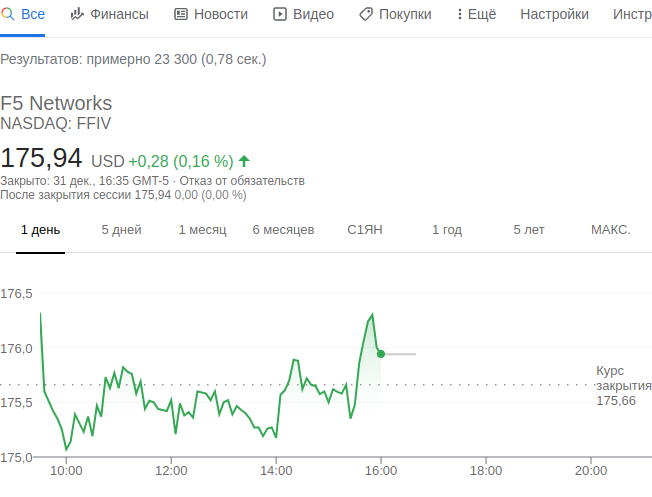 Все Финансы Новости Видео Покупки Ещё Настройки Инстр
Результатов: примерно 23 300 (0,78 сек.)
F5 Networks
NASDAQ: FFIV
175,94 USD +0,28 (0,16 %)
Закрыто: 31 дек., 16:35 GMT-5 · Отказ от обязательств
После закрытия сессии 175,94 0,00 (0,00 %)
1 день 5 дней 1 месяц 6 месяцев С1ЯН 1 год 5 лет МАКС.
176,5
176,0
Курс
закрытия
175,66
175,5
175,0
10:00 12:00 14:00 16:00 18:00 20:00